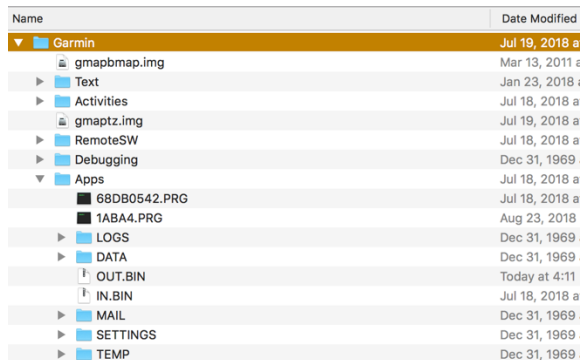 Name Date Modified
Garmin Jul 19, 2018 a
gmapbmap.img Mar 13, 2011 a
Text Jan 23, 2018 a
Activities Jul 18, 2018 a
gmaptz.img Jul 19, 2018 a
RemoteSW Jul 18, 2018 a
Debugging Dec 31, 1969
Apps Jul 18, 2018 a
68DB0542.PRG Jul 18, 2018 a
1ABA4.PRG Aug 23, 2018
LOGS Dec 31, 1969
DATA Dec 31, 1969
OUT.BIN Today at 4:11
IN.BIN Jul 18, 2018 a
MAIL Dec 31, 1969
SETTINGS Dec 31, 1969
TEMP Dec 31, 1969